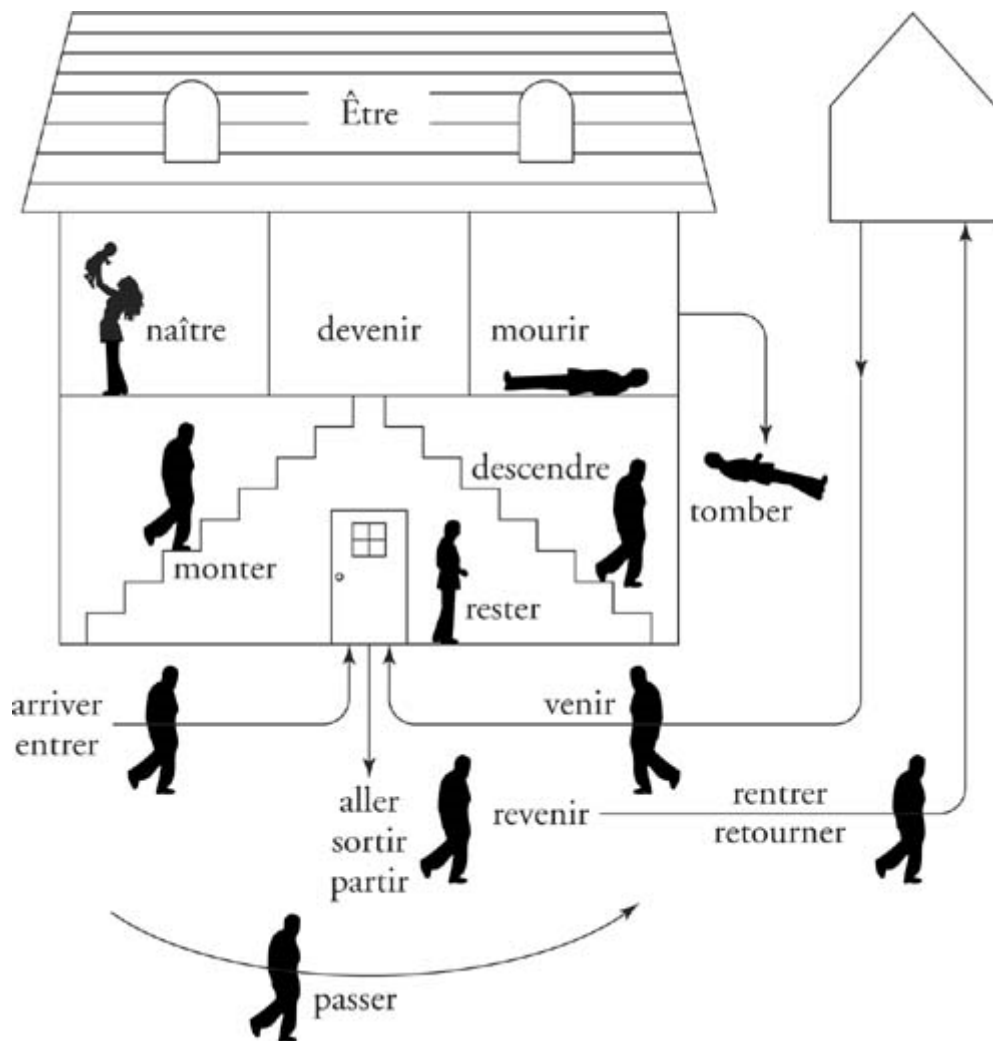 Être
naître
devenir
mourir
descendre
tomber
monter
rester
arriver
entrer
venir
aller
sortir
partir
revenir
rentrer
retourner
passer